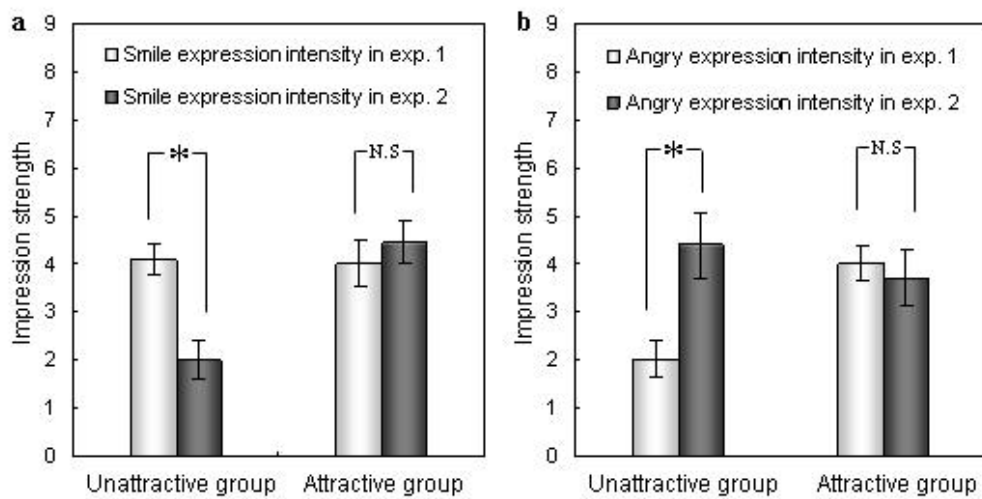 a
9
8
7
6
5
4
3
2
1
0
Impression strength
Smile expression intensity in exp. 1
Smile expression intensity in exp. 2
*
N.S
Unattractive group
Attractive group
b
9
8
7
6
5
4
3
2
1
0
Impression strength
Angry expression intensity in exp. 1
Angry expression intensity in exp. 2
*
N.S
Unattractive group
Attractive group